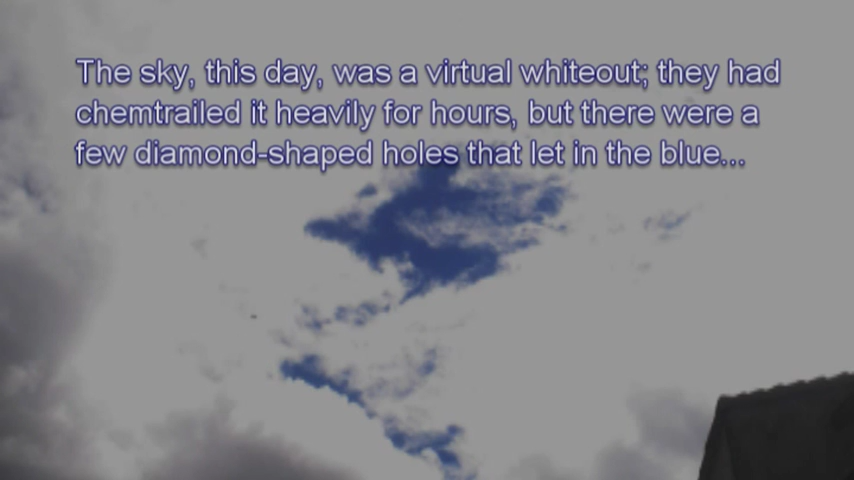 The sky, this day, was a virtual whiteout; they had
chemtrailed it heavily for hours, but there were a
few diamond-shaped holes that let in the blue...